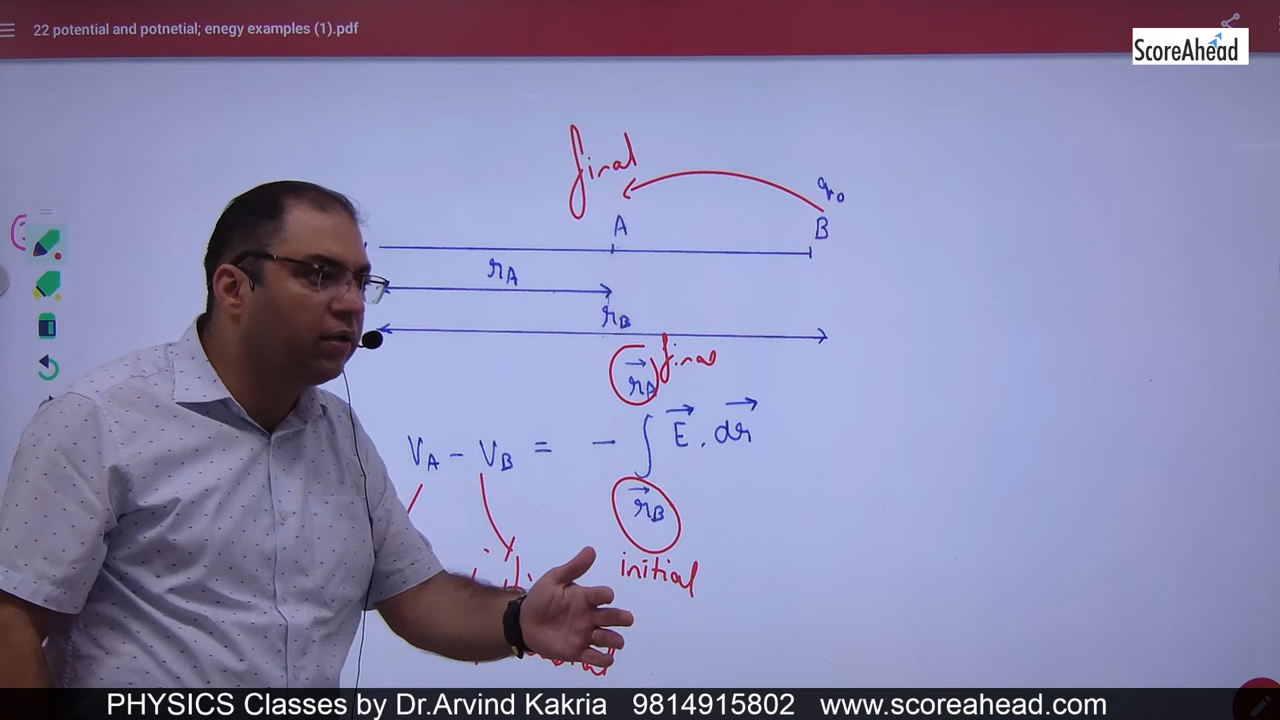 22 potential and potnetial; enegy examples (1).pdf
ScoreAhead
final
q₀
A B
r_A
r_B
r⃗_A final
V_A - V_B = - ∫ E⃗ . dr⃗
r⃗_B
initial
PHYSICS Classes by Dr.Arvind Kakria 9814915802 www.scoreahead.com